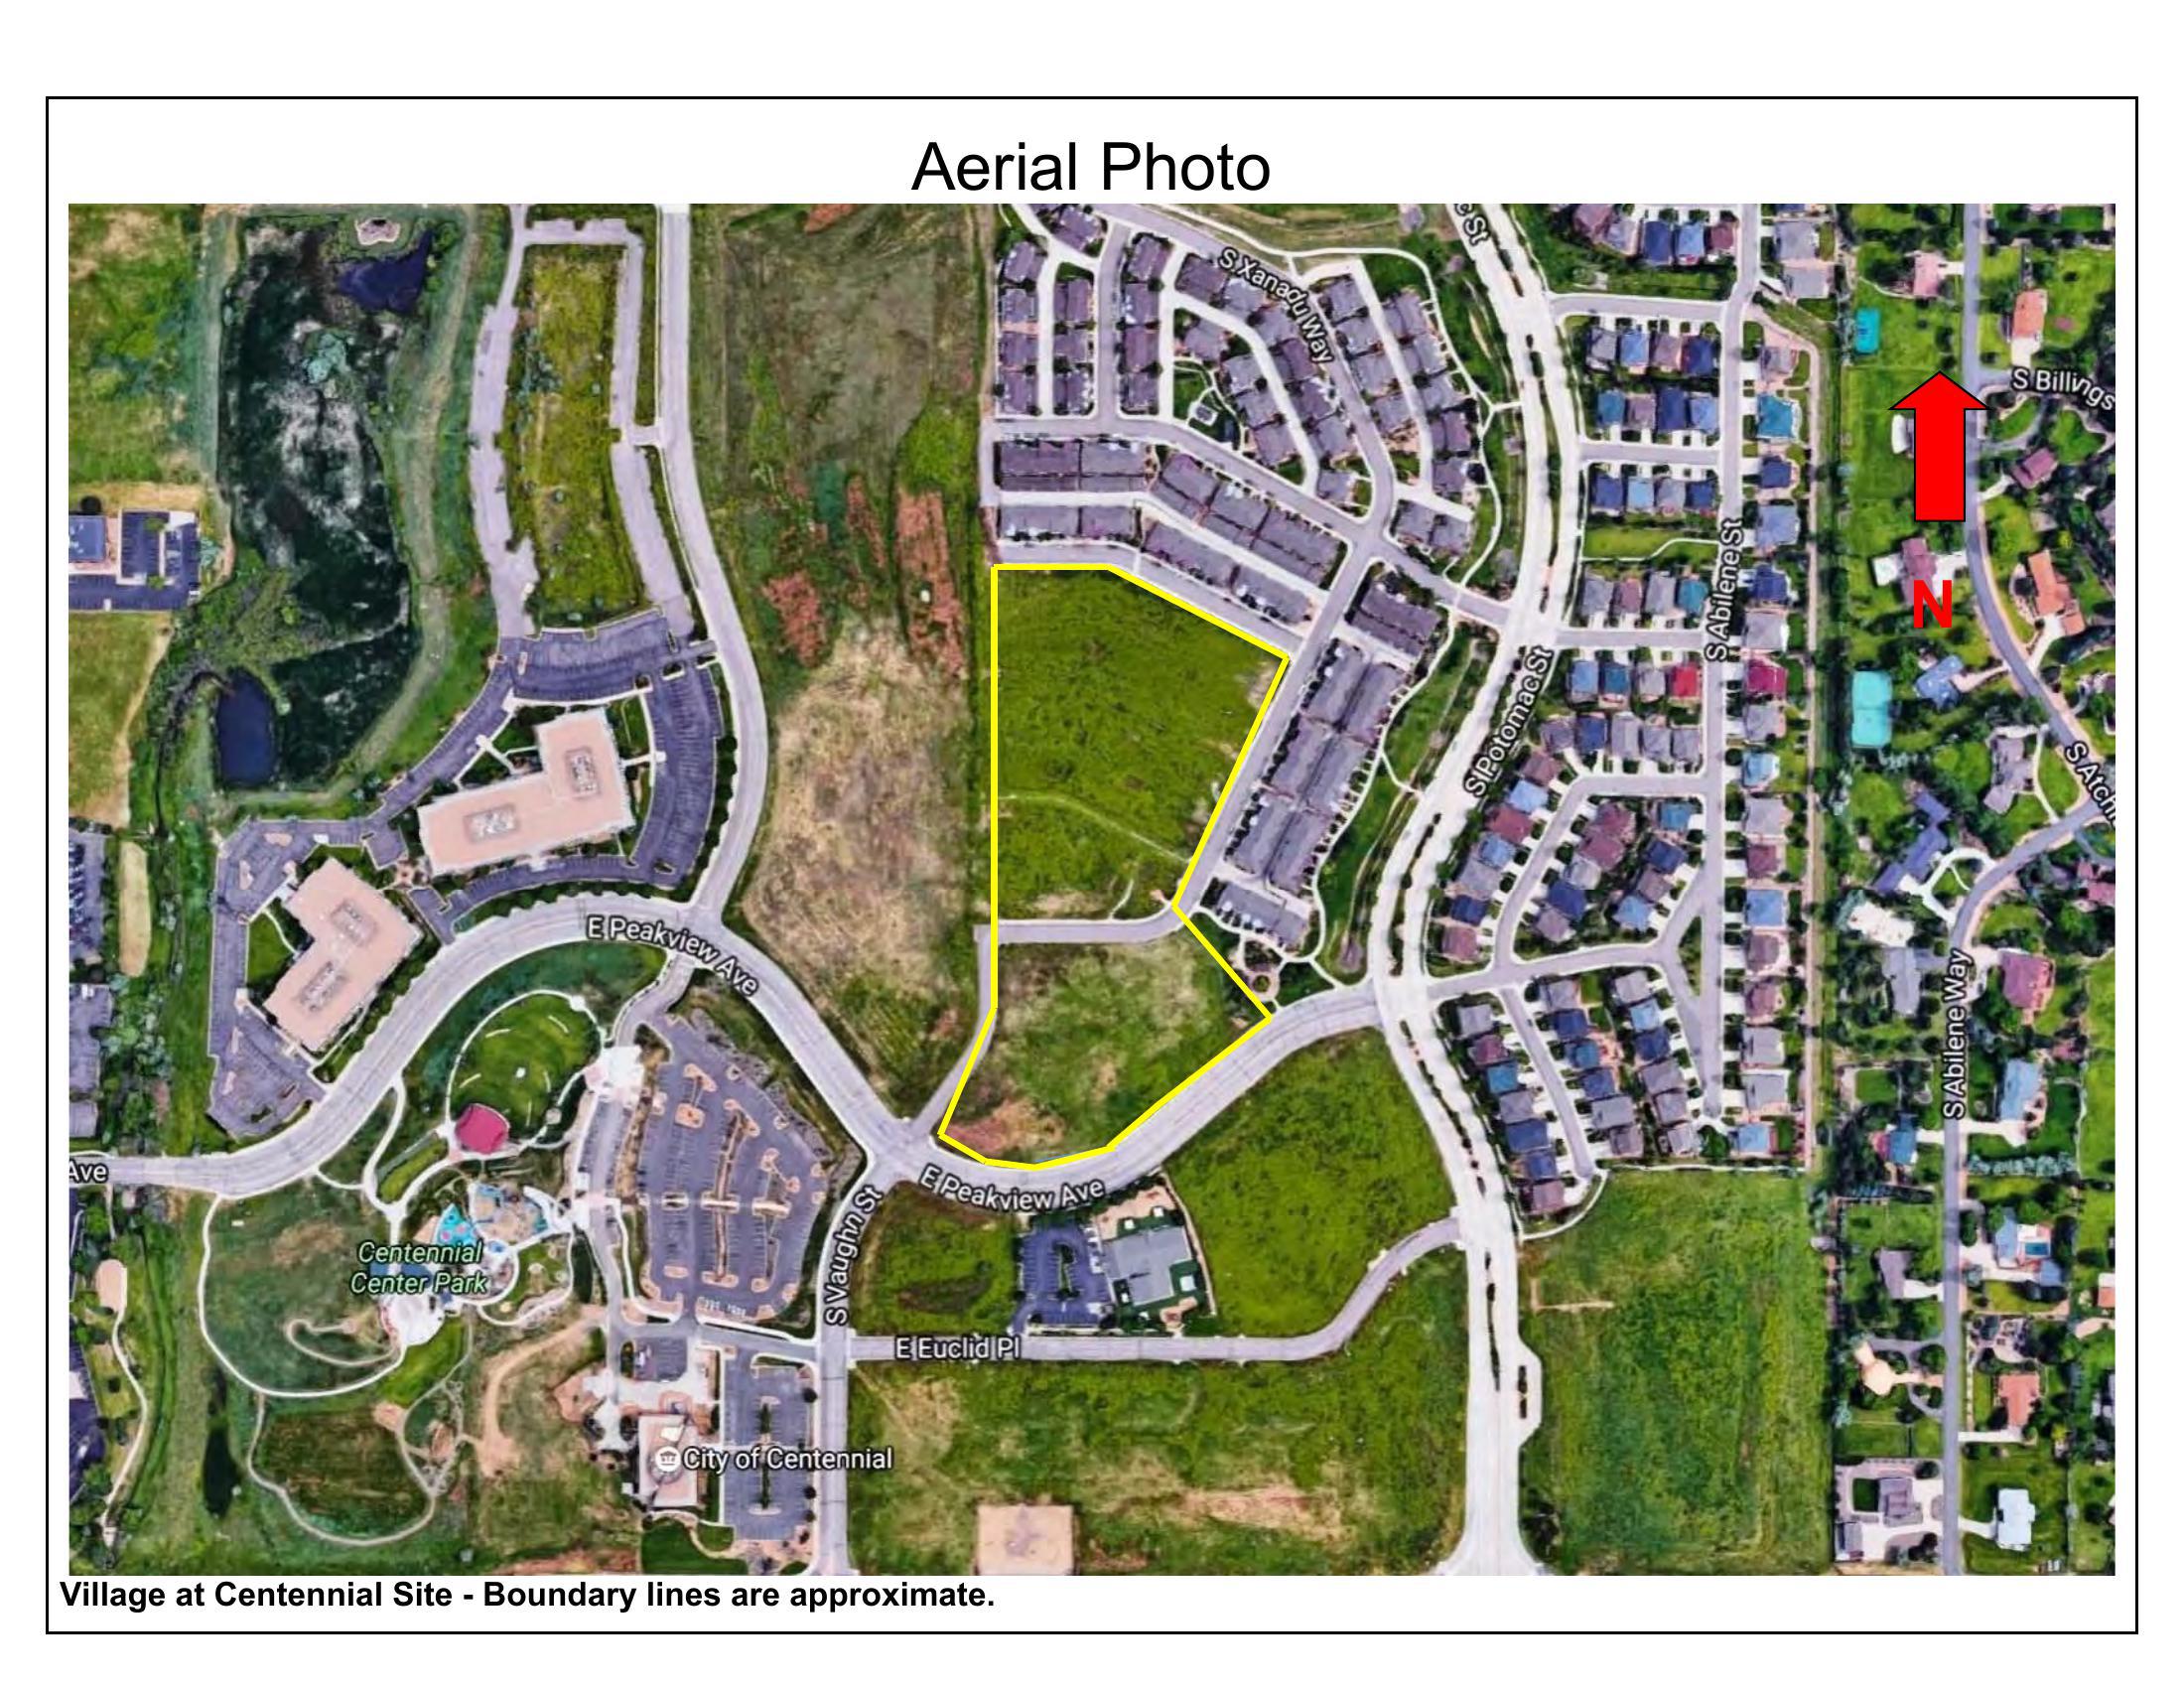 Aerial Photo
c St
S Xanadu Way
S Billings
S Abilene St
N
S Potomac St
S Atchi
E Peakview Ave
S Abilene Way
Ave
E Peakview Ave
S Vaughn St
Centennial
Center Park
E Euclid Pl
City of Centennial
Village at Centennial Site - Boundary lines are approximate.